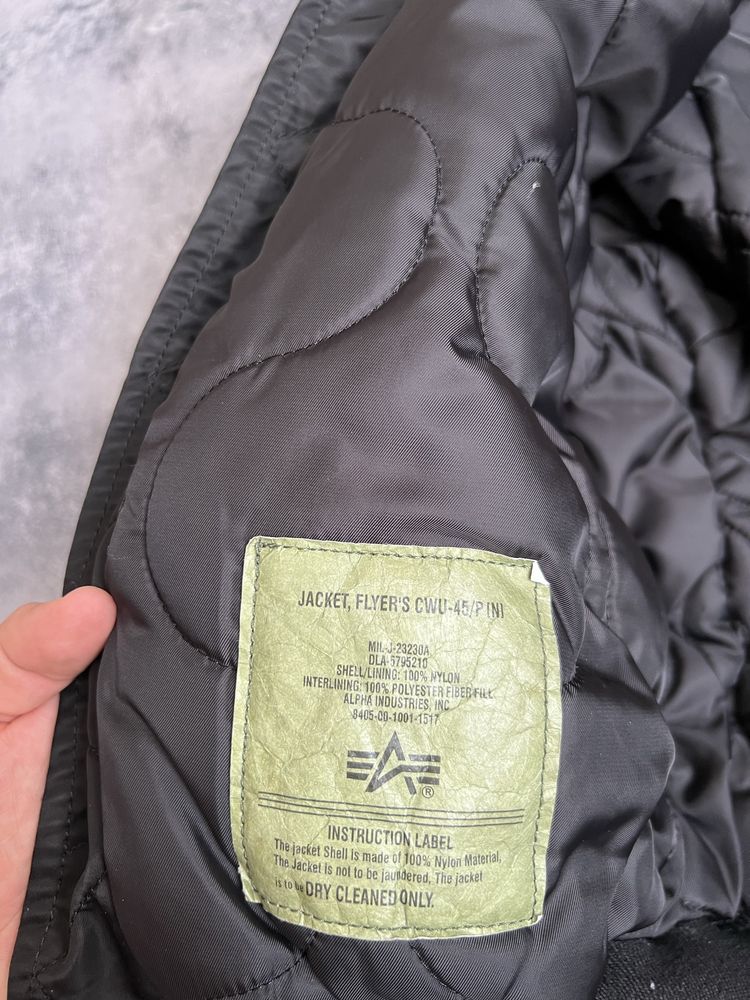 JACKET, FLYER'S CWU-45/P [N]
MIL-J-23230A
DLA-5795210
SHELL/LINING: 100% NYLON
INTERLINING: 100% POLYESTER FIBER FILL
ALPHA INDUSTRIES, INC
8405-00-1001-1517
®
INSTRUCTION LABEL
The jacket Shell is made of 100% Nylon Material,
The Jacket is not to be laundered, The jacket
is to be DRY CLEANED ONLY.